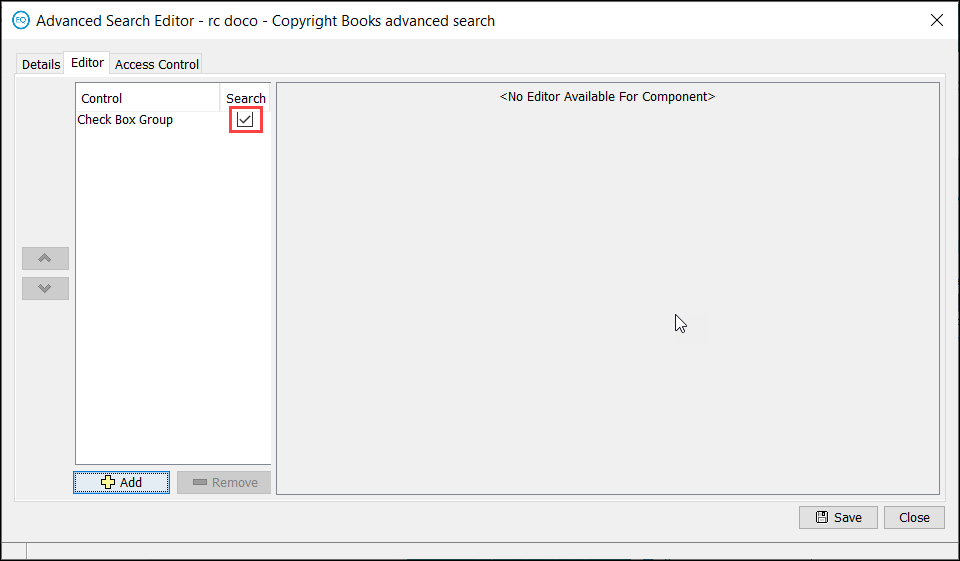 EQ Advanced Search Editor - rc doco - Copyright Books advanced search
Details Editor Access Control
Control Search
<No Editor Available For Component>
Check Box Group
Add Remove
Save Close